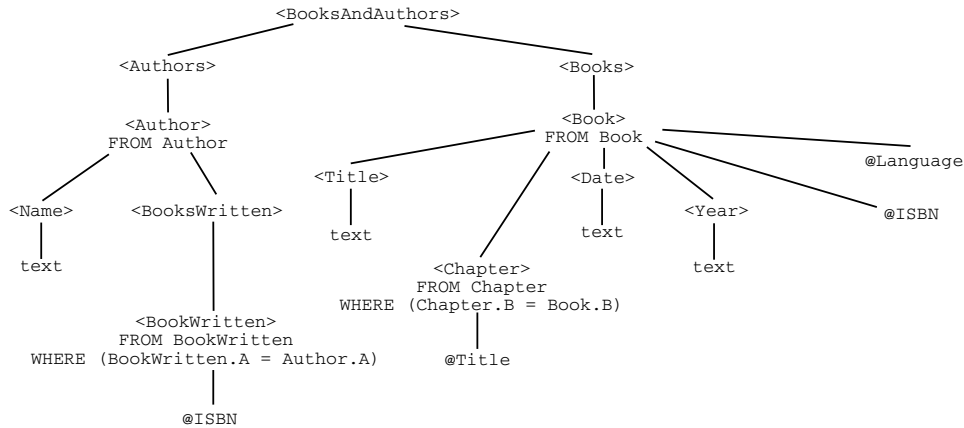 <BooksAndAuthors>
<Authors>
<Books>
<Author>
FROM Author
<Book>
FROM Book
@Language
<Title>
<Date>
<Name>
<BooksWritten>
<Year>
@ISBN
text
text
text
text
<Chapter>
FROM Chapter
WHERE (Chapter.B = Book.B)
<BookWritten>
FROM BookWritten
WHERE (BookWritten.A = Author.A)
@Title
@ISBN